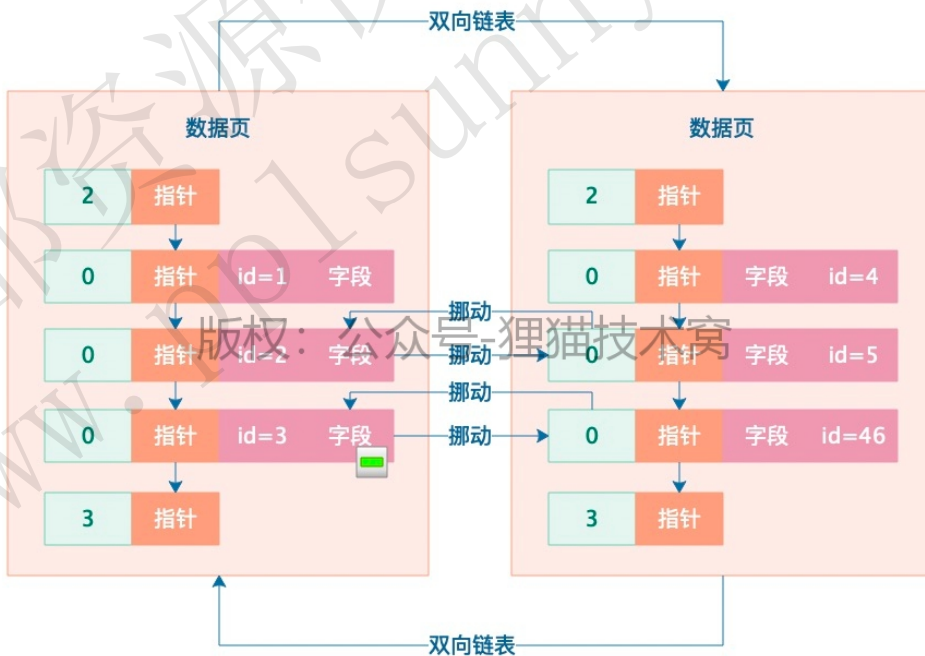 双向链表
数据页
2 指针
0 指针 id=1 字段
0 指针 id=2 字段
0 指针 id=3 字段
3 指针
挪动
挪动
挪动
挪动
数据页
2 指针
0 指针 字段 id=4
0 指针 字段 id=5
0 指针 字段 id=46
3 指针
双向链表
版权：公众号-狸猫技术窝